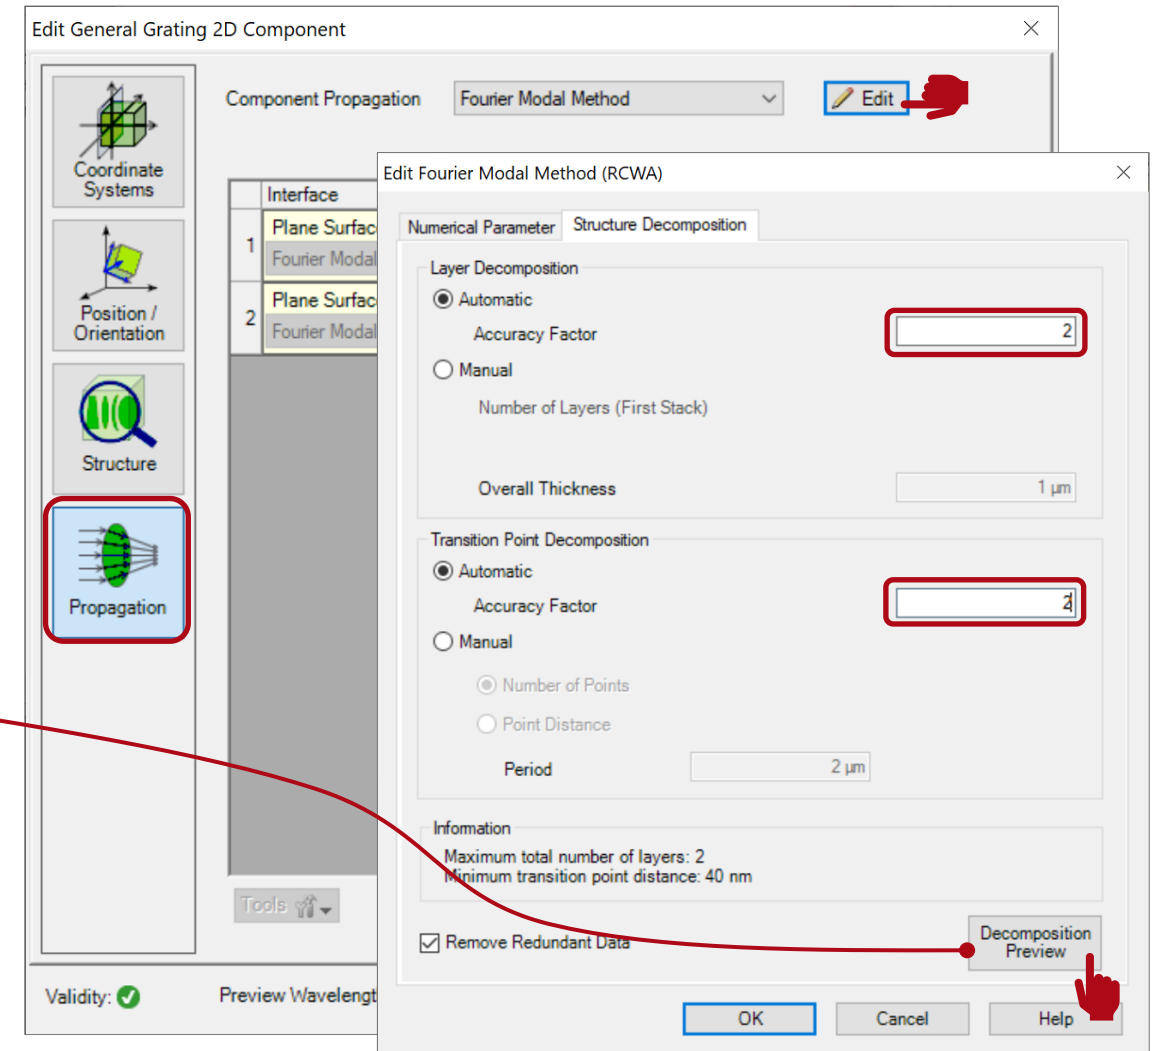 Edit General Grating 2D Component
Coordinate
Systems
Position /
Orientation
Structure
Propagation
Component Propagation
Fourier Modal Method
Edit
Interface
1
Plane Surfac
Fourier Modal
2
Plane Surfac
Fourier Modal
Tools
Validity:
Preview Wavelengt
Edit Fourier Modal Method (RCWA)
Numerical Parameter
Structure Decomposition
Layer Decomposition
Automatic
Accuracy Factor
2
Manual
Number of Layers (First Stack)
Overall Thickness
1 µm
Transition Point Decomposition
Automatic
Accuracy Factor
2
Manual
Number of Points
Point Distance
Period
2 µm
Information
Maximum total number of layers: 2
Minimum transition point distance: 40 nm
Remove Redundant Data
Decomposition
Preview
OK
Cancel
Help